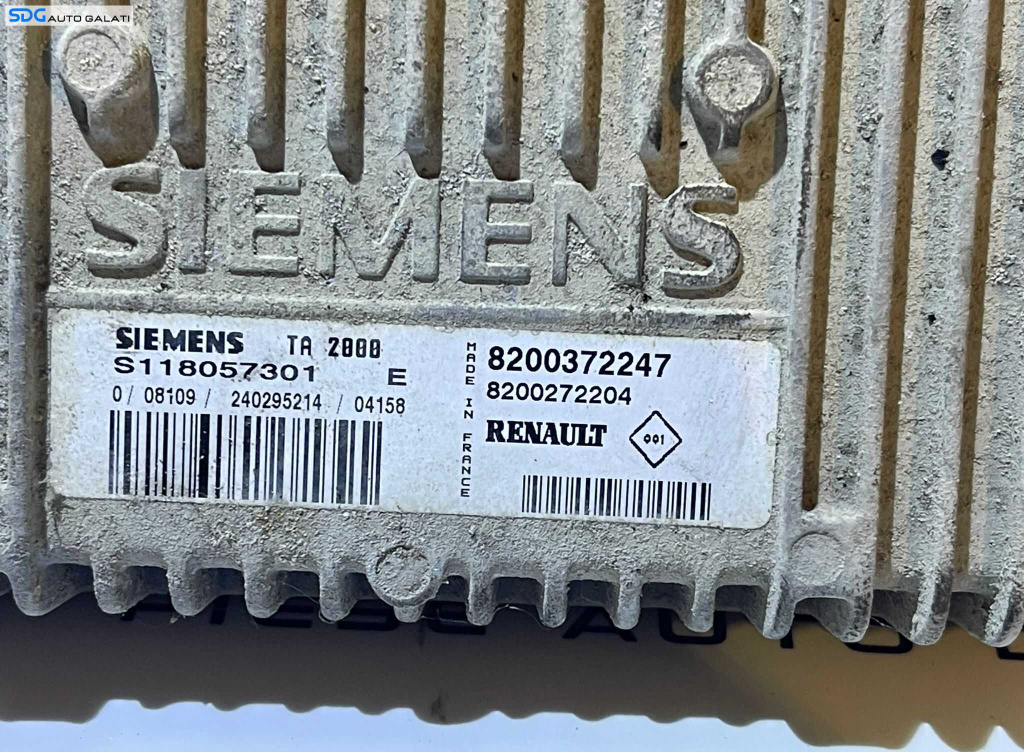 SDG AUTO GALATI
SIEMENS
SIEMENS TA 2000
S118057301 E
0/ 08109 / 240295214 / 04158
MADE IN FRANCE
8200372247
8200272204
RENAULT 001
AUTO